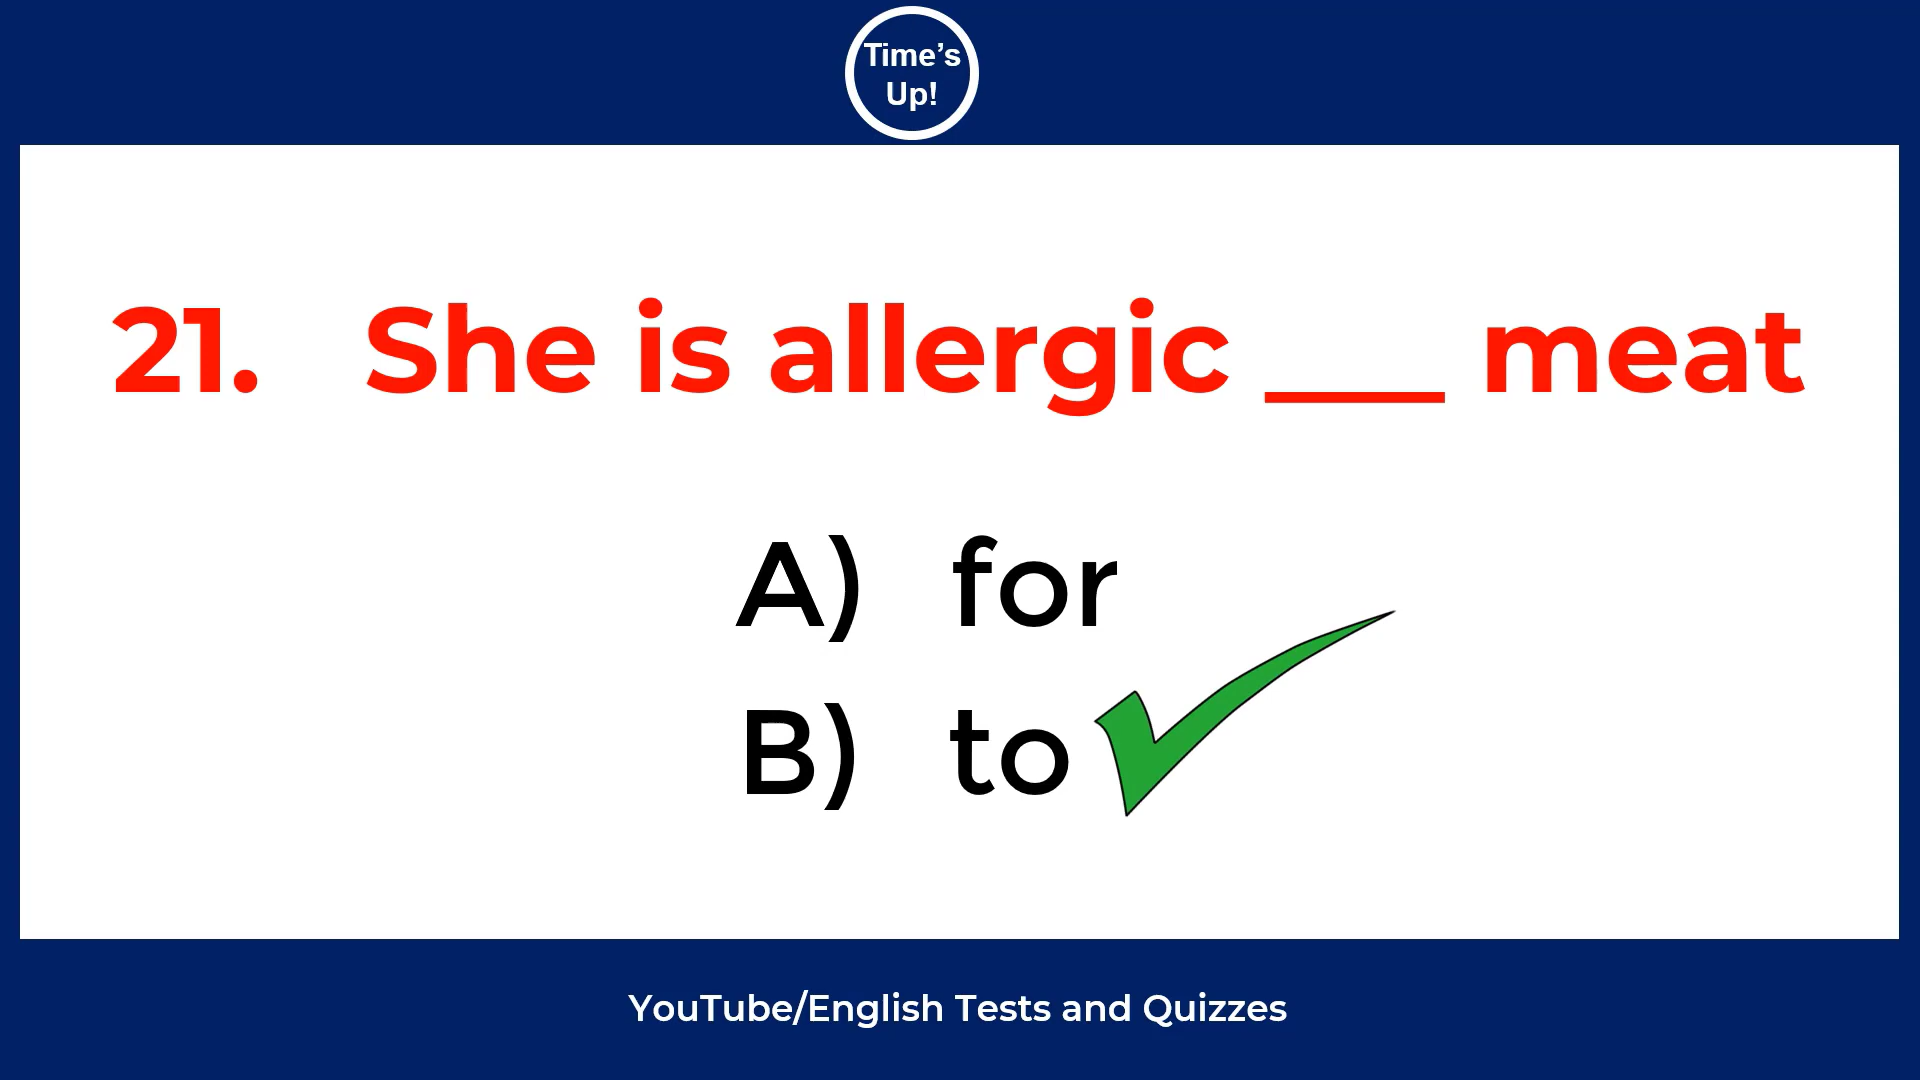 Time’s
Up!
21. She is allergic ___ meat
A) for
B) to
YouTube/English Tests and Quizzes